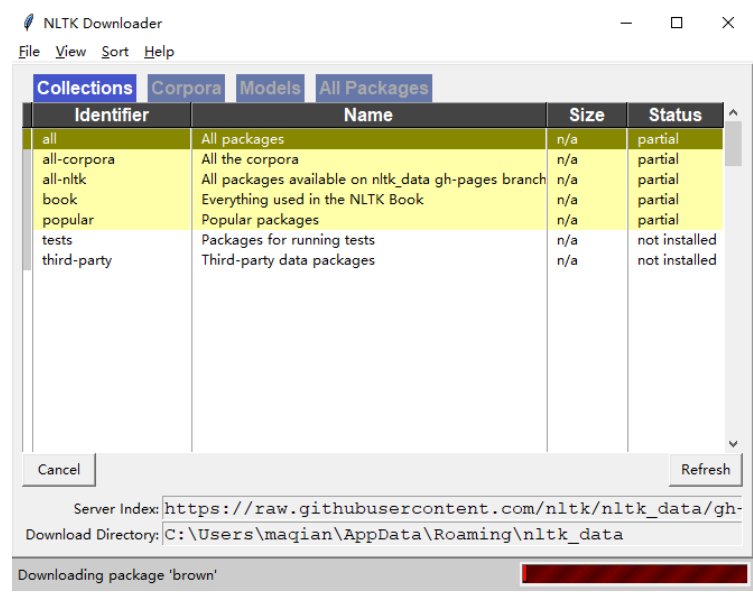 NLTK Downloader
File View Sort Help
Collections Corpora Models All Packages
Identifier Name Size Status
all All packages n/a partial
all-corpora All the corpora n/a partial
all-nltk All packages available on nltk_data gh-pages branch n/a partial
book Everything used in the NLTK Book n/a partial
popular Popular packages n/a partial
tests Packages for running tests n/a not installed
third-party Third-party data packages n/a not installed
Cancel Refresh
Server Index: https://raw.githubusercontent.com/nltk/nltk_data/gh-
Download Directory: C:\Users\maqian\AppData\Roaming\nltk_data
Downloading package 'brown'